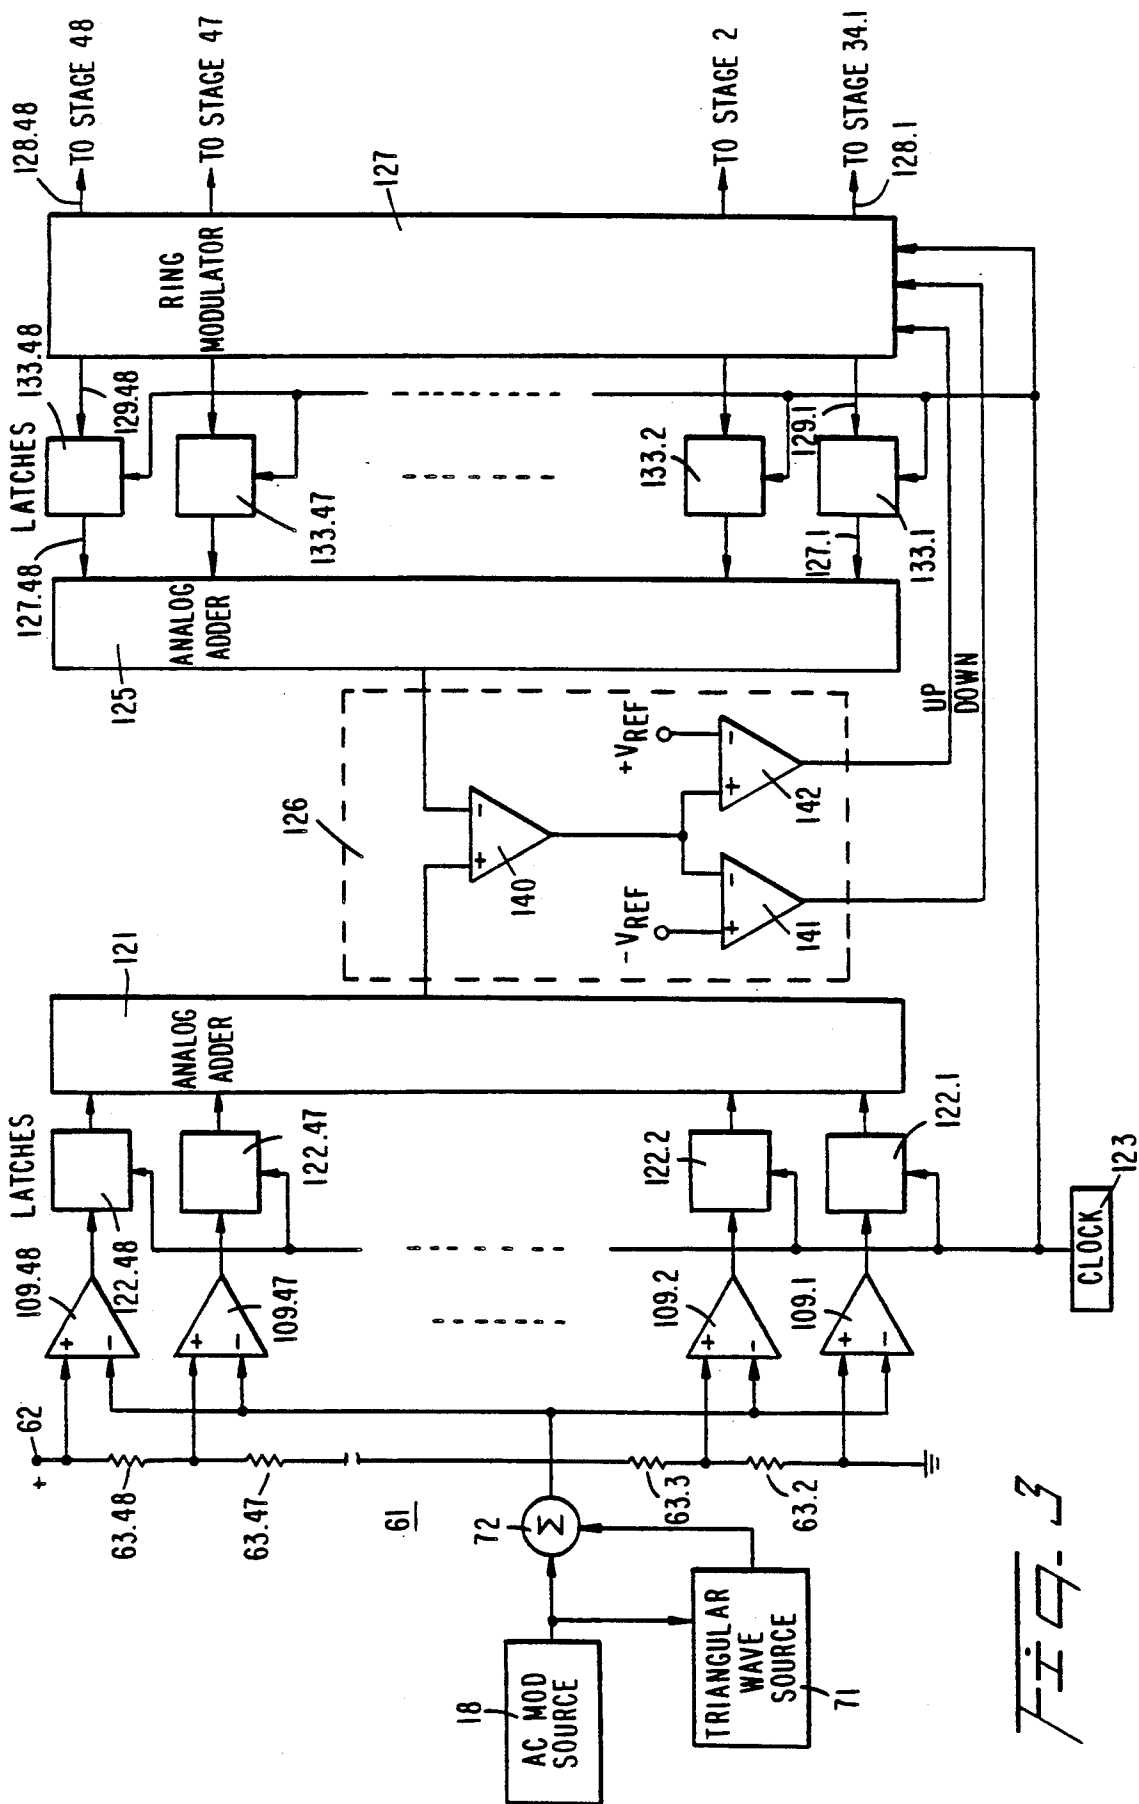 TO STAGE 48
TO STAGE 47
TO STAGE 2
TO STAGE 34.1
128.48
127
128.1
RING
MODULATOR
133.48
LATCHES
129.48
127.48
133.47
133.2
129.1
127.1
133.1
ANALOG
ADDER
125
UP
DOWN
126
+VREF
-VREF
-
+
140
-
+
142
-
+
141
121
ANALOG
ADDER
LATCHES
122.47
122.2
122.1
122.48
109.48
109.47
109.2
109.1
+
-
+
-
+
-
+
-
CLOCK
123
+
62
63.48
63.47
63.3
63.2
61
72
Σ
18
AC MOD
SOURCE
TRIANGULAR
WAVE
SOURCE
71
Fig. 3